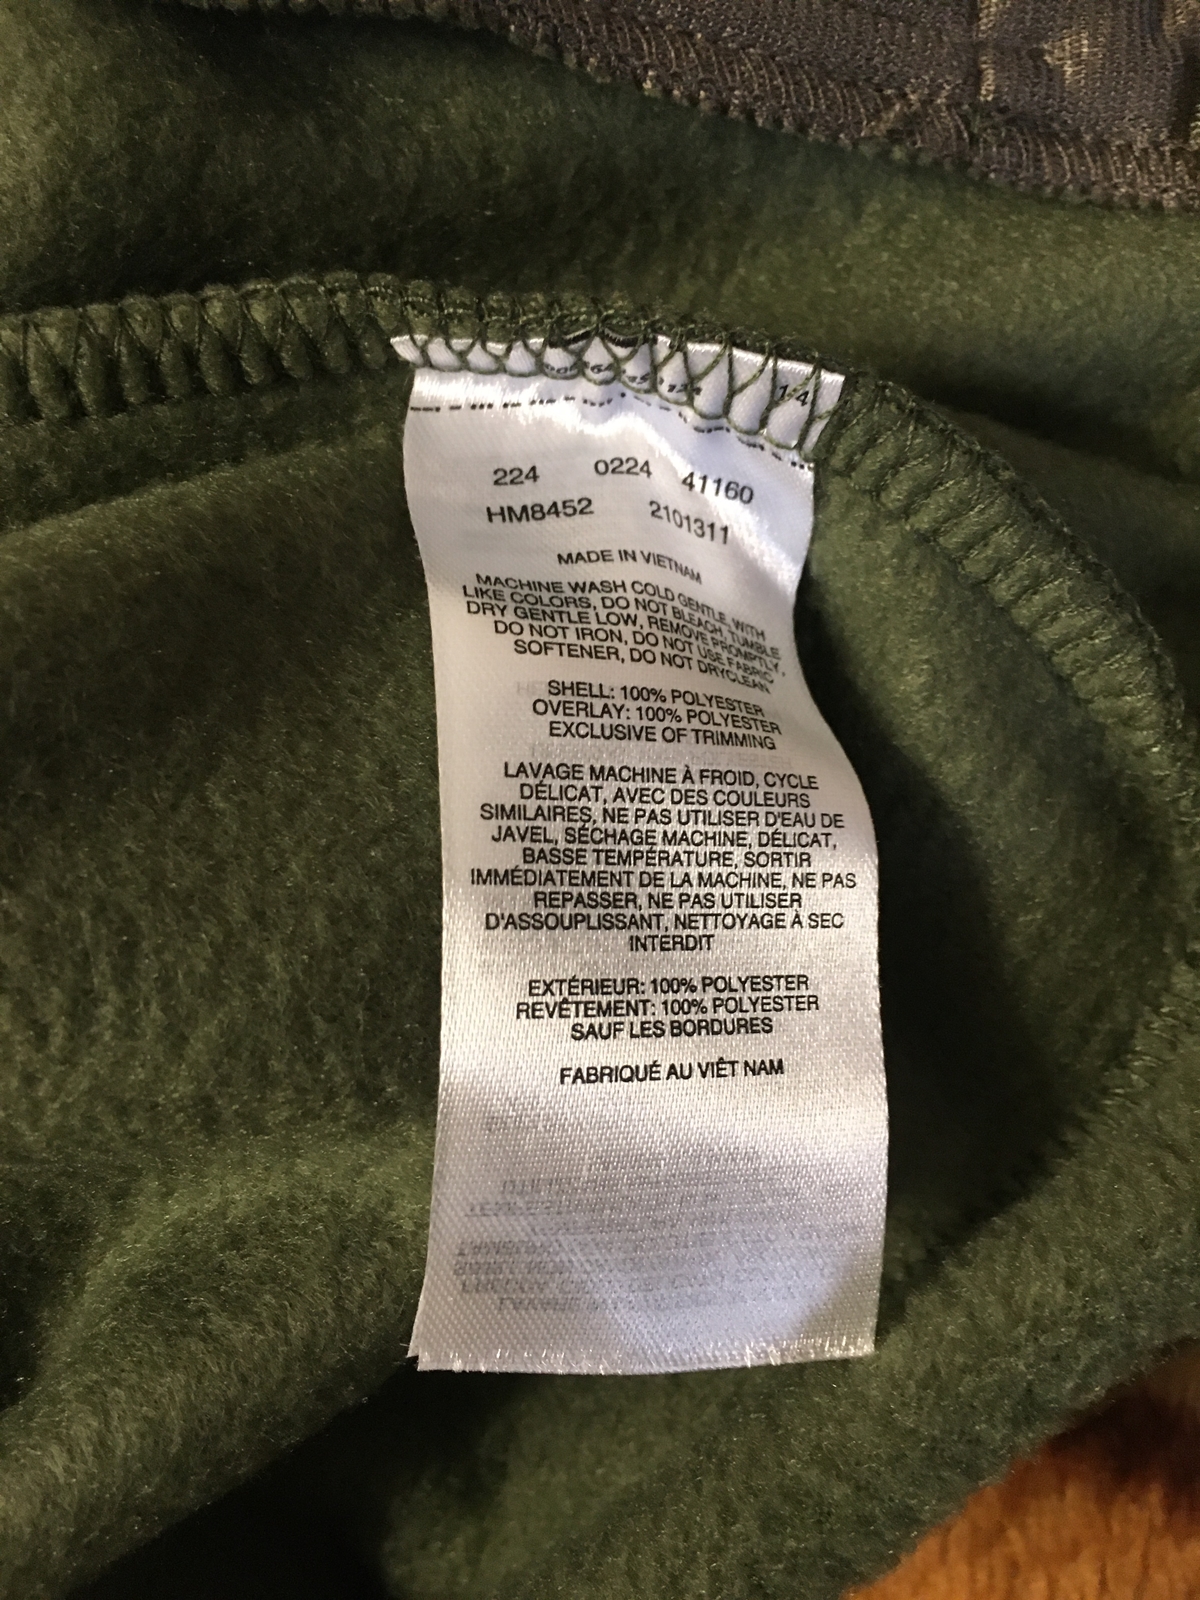 1/4
224 0224 41160
HM8452 2101311
MADE IN VIETNAM
MACHINE WASH COLD GENTLE, WITH
LIKE COLORS, DO NOT BLEACH, TUMBLE
DRY GENTLE LOW, REMOVE PROMPTLY,
DO NOT IRON, DO NOT USE FABRIC
SOFTENER, DO NOT DRYCLEAN
SHELL: 100% POLYESTER
OVERLAY: 100% POLYESTER
EXCLUSIVE OF TRIMMING
LAVAGE MACHINE À FROID, CYCLE
DÉLICAT, AVEC DES COULEURS
SIMILAIRES, NE PAS UTILISER D'EAU DE
JAVEL, SÉCHAGE MACHINE, DÉLICAT,
BASSE TEMPÉRATURE, SORTIR
IMMÉDIATEMENT DE LA MACHINE, NE PAS
REPASSER, NE PAS UTILISER
D'ASSOUPLISSANT, NETTOYAGE À SEC
INTERDIT
EXTÉRIEUR: 100% POLYESTER
REVÊTEMENT: 100% POLYESTER
SAUF LES BORDURES
FABRIQUÉ AU VIÊT NAM